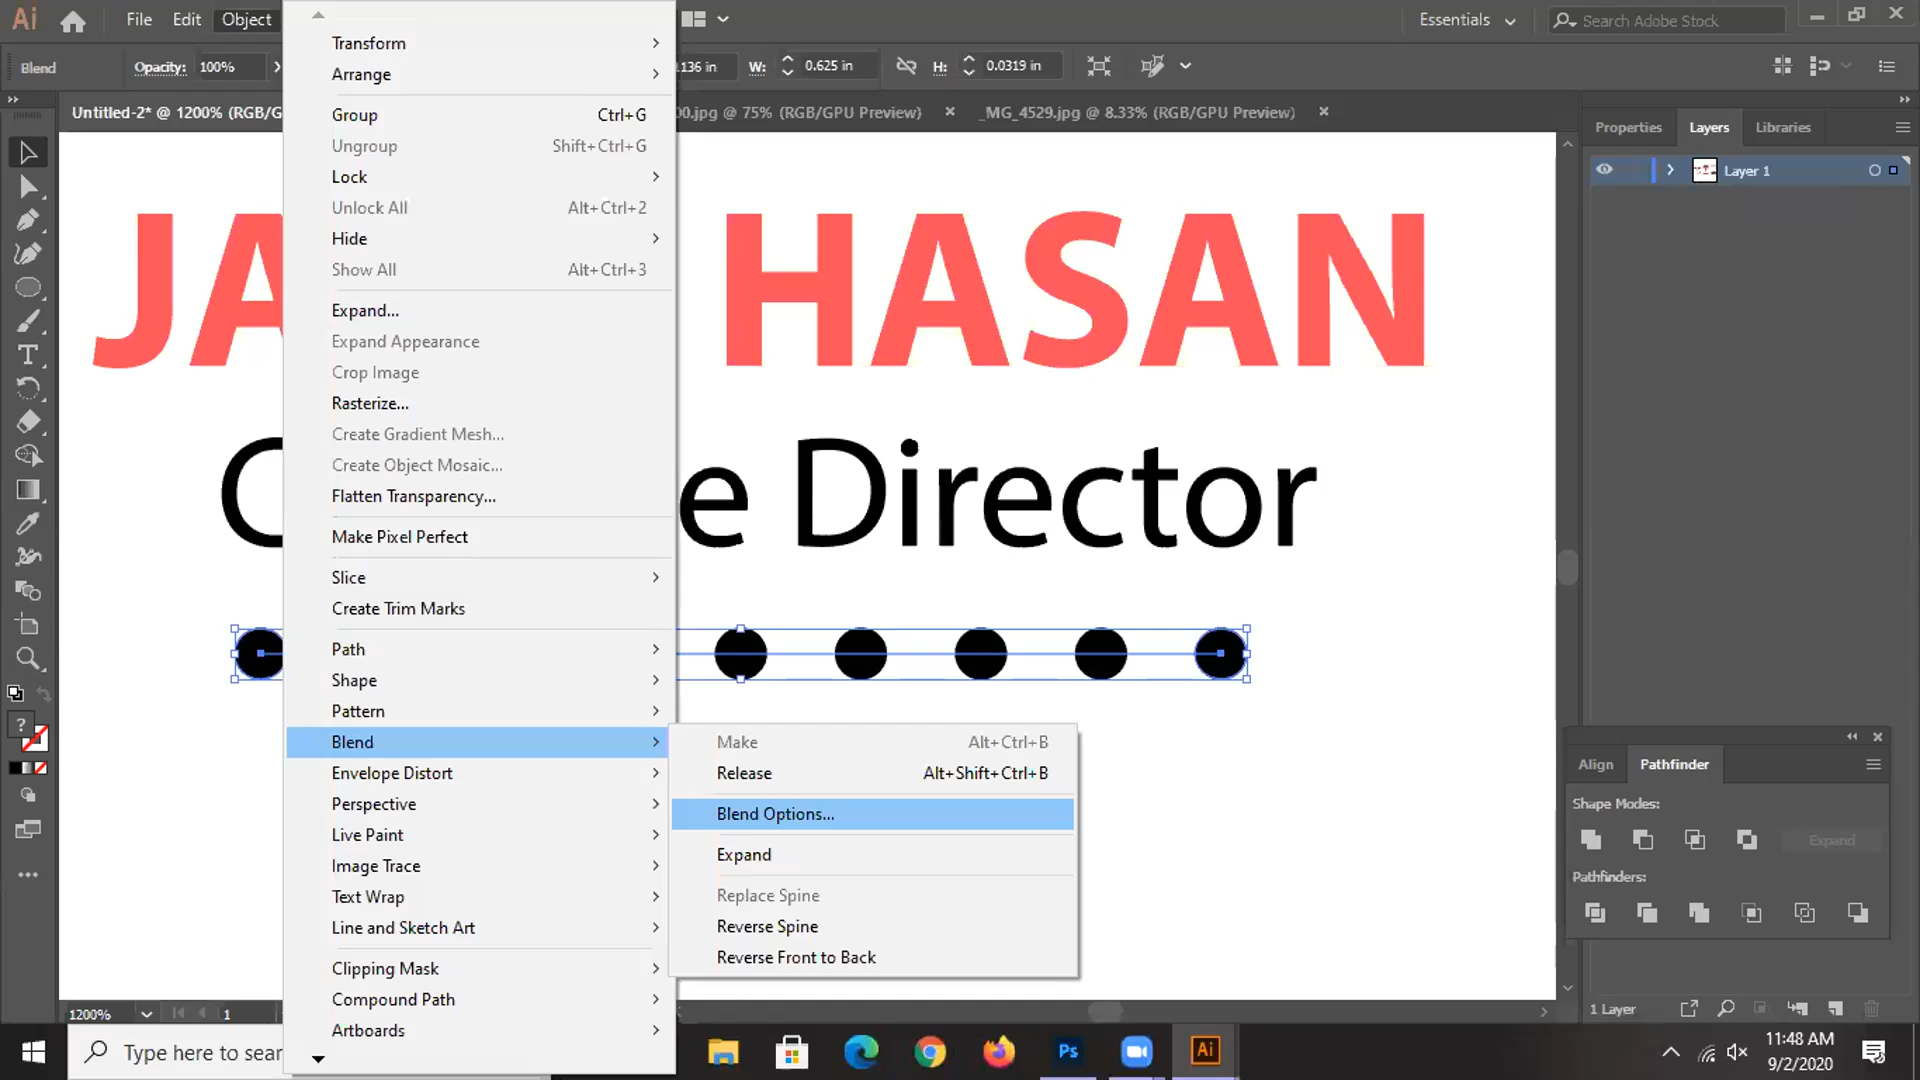 Ai File Edit Object Essentials Search Adobe Stock
Blend Opacity: 100% 136 in W: 0.625 in H: 0.0319 in
Untitled-2* @ 1200% (RGB/G 00.jpg @ 75% (RGB/GPU Preview) _MG_4529.jpg @ 8.33% (RGB/GPU Preview)
Properties Layers Libraries
Layer 1
Transform
Arrange
Group Ctrl+G
Ungroup Shift+Ctrl+G
Lock
Unlock All Alt+Ctrl+2
Hide
Show All Alt+Ctrl+3
Expand...
Expand Appearance
Crop Image
Rasterize...
Create Gradient Mesh...
Create Object Mosaic...
Flatten Transparency...
Make Pixel Perfect
Slice
Create Trim Marks
Path
Shape
Pattern
Blend
Envelope Distort
Perspective
Live Paint
Image Trace
Text Wrap
Line and Sketch Art
Clipping Mask
Compound Path
Artboards
Make Alt+Ctrl+B
Release Alt+Shift+Ctrl+B
Blend Options...
Expand
Replace Spine
Reverse Spine
Reverse Front to Back
JA HASAN
C e Director
Align Pathfinder
Shape Modes:
Expand
Pathfinders:
1200% 1
1 Layer
Type here to sear
Ps Ai
11:48 AM
9/2/2020